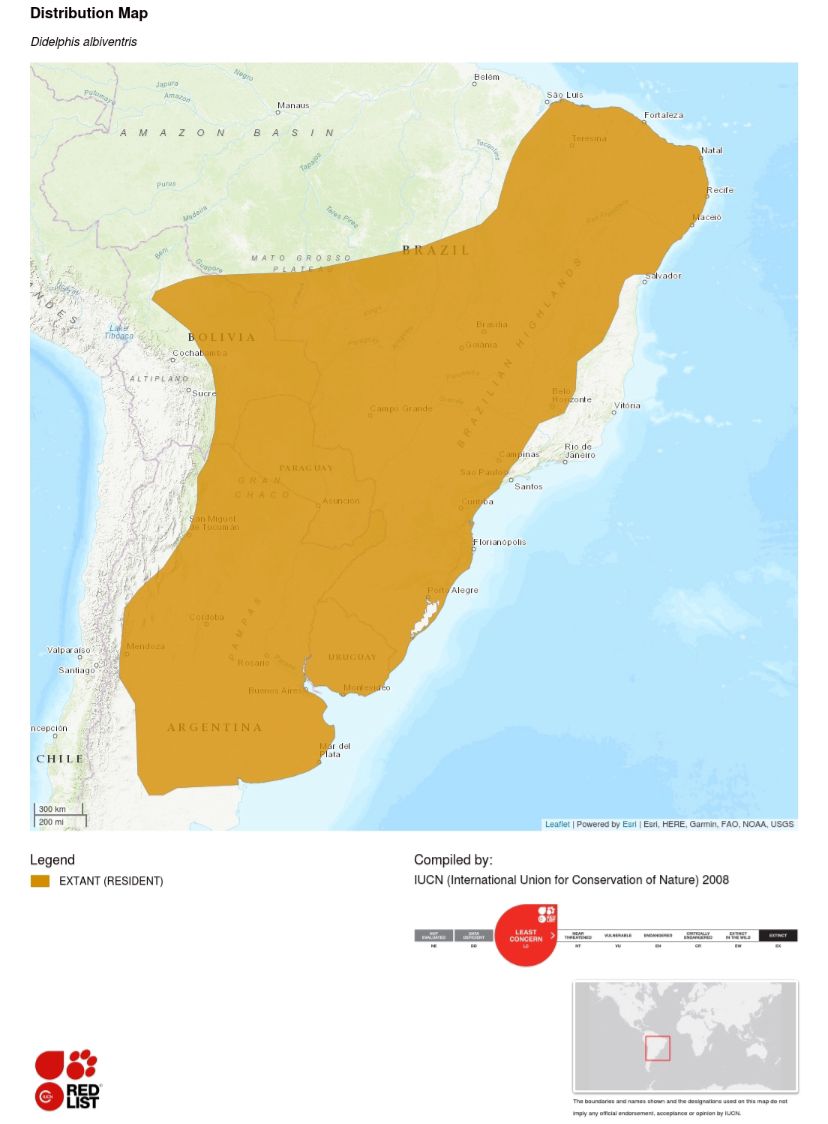 Distribution Map
Didelphis albiventris
Belém
Negro
Japura
Putumayo
Amazon
São Luís
Manaus
Fortaleza
AMAZON BASIN
Teresina
Tocantins
Natal
Tapajós
Purus
Recife
Madeira
Teles Pires
São Francisco
Maceió
BRAZIL
Beni
MATO GROSSO
PLATEAU
Guapore
Salvador
ANDES
Lake
Titicaca
Brasília
BOLIVIA
Goiânia
Cochabamba
BRAZILIAN HIGHLANDS
ALTIPLANO
Sucre
Belo
Horizonte
Vitória
Campo Grande
Rio de
Janeiro
Campinas
PARAGUAY
São Paulo
GRAN
CHACO
Santos
Asunción
Curitiba
San Miguel
de Tucumán
Florianópolis
Porto Alegre
Córdoba
PAMPAS
Mendoza
Valparaíso
Santiago
Rosario
URUGUAY
Buenos Aires
Montevideo
ncepción
ARGENTINA
Mar del
Plata
CHILE
300 km
200 mi
Leaflet | Powered by Esri | Esri, HERE, Garmin, FAO, NOAA, USGS
Legend
EXTANT (RESIDENT)
Compiled by:
IUCN (International Union for Conservation of Nature) 2008
NOT EVALUATED
NE
DATA DEFICIENT
DD
LEAST CONCERN
LC
NEAR THREATENED
NT
VULNERABLE
VU
ENDANGERED
EN
CRITICALLY ENDANGERED
CR
EXTINCT IN THE WILD
EW
EXTINCT
EX
IUCN
RED
LIST
The boundaries and names shown and the designations used on this map do not
imply any official endorsement, acceptance or opinion by IUCN.